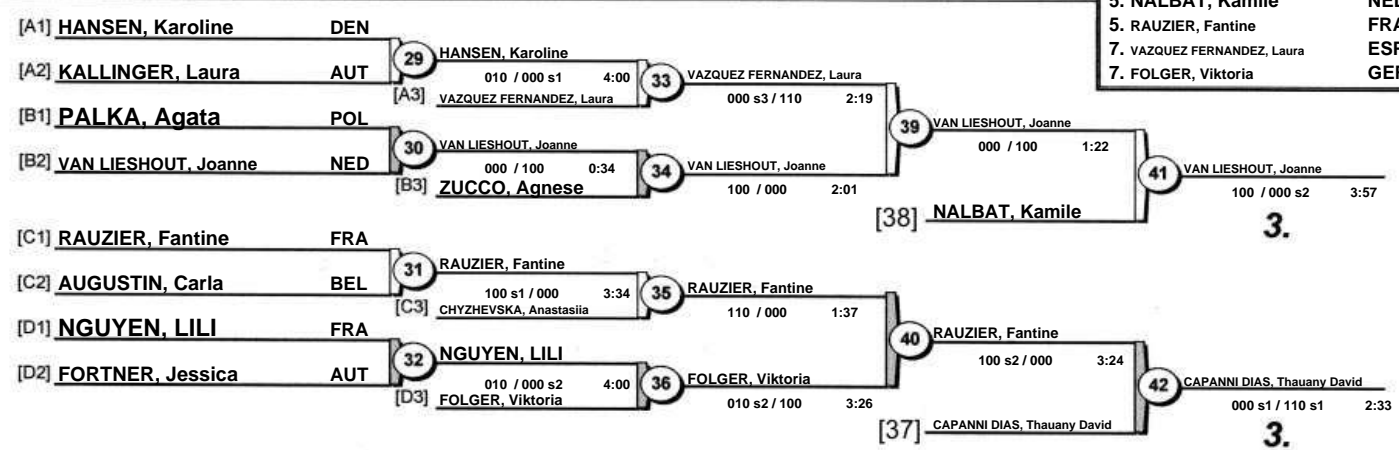 5. NALBAT, Kamile NED
[A1] HANSEN, Karoline DEN
5. RAUZIER, Fantine FRA
29
HANSEN, Karoline
7. VAZQUEZ FERNANDEZ, Laura ESP
[A2] KALLINGER, Laura AUT
010 / 000 s1 4:00
33
VAZQUEZ FERNANDEZ, Laura
7. FOLGER, Viktoria GER
[A3] VAZQUEZ FERNANDEZ, Laura
000 s3 / 110 2:19
[B1] PALKA, Agata POL
39
VAN LIESHOUT, Joanne
30
VAN LIESHOUT, Joanne
000 / 100 1:22
[B2] VAN LIESHOUT, Joanne NED
000 / 100 0:34
34
VAN LIESHOUT, Joanne
41
VAN LIESHOUT, Joanne
[B3] ZUCCO, Agnese
100 / 000 2:01
100 / 000 s2 3:57
[38] NALBAT, Kamile
3.
[C1] RAUZIER, Fantine FRA
31
RAUZIER, Fantine
[C2] AUGUSTIN, Carla BEL
100 s1 / 000 3:34
35
RAUZIER, Fantine
[C3] CHYZHEVSKA, Anastasiia
110 / 000 1:37
[D1] NGUYEN, LILI FRA
40
RAUZIER, Fantine
32
NGUYEN, LILI
100 s2 / 000 3:24
[D2] FORTNER, Jessica AUT
010 / 000 s2 4:00
36
FOLGER, Viktoria
42
CAPANNI DIAS, Thauany David
[D3] FOLGER, Viktoria
010 s2 / 100 3:26
000 s1 / 110 s1 2:33
[37] CAPANNI DIAS, Thauany David
3.